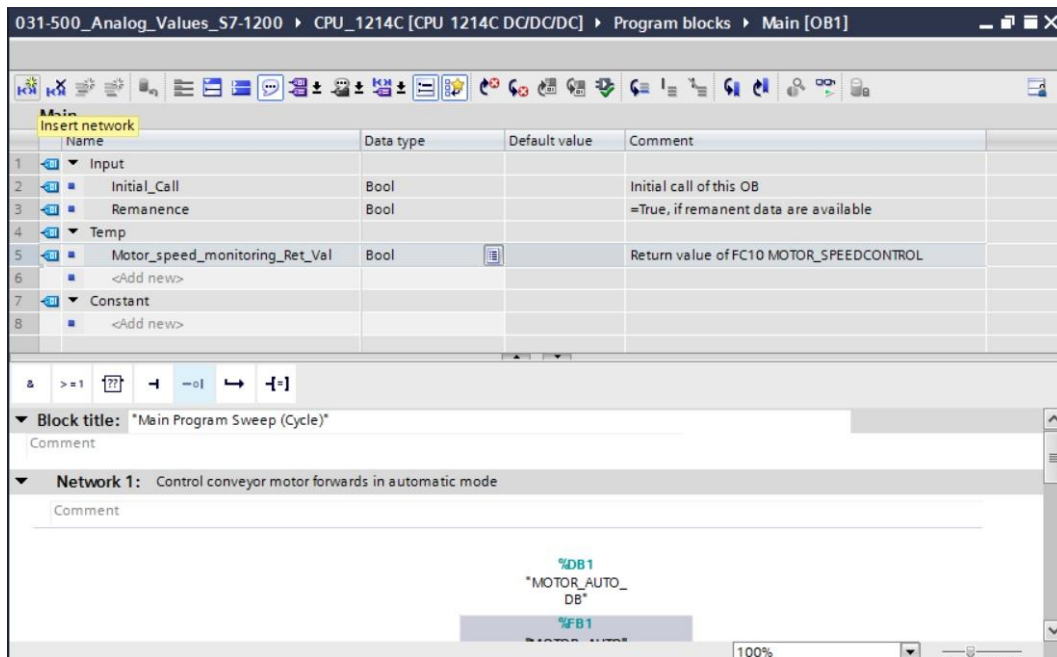 031-500_Analog_Values_S7-1200 ▸ CPU_1214C [CPU 1214C DC/DC/DC] ▸ Program blocks ▸ Main [OB1]
Insert network
Name Data type Default value Comment
1 Input
2 Initial_Call Bool Initial call of this OB
3 Remanence Bool =True, if remanent data are available
4 Temp
5 Motor_speed_monitoring_Ret_Val Bool Return value of FC10 MOTOR_SPEEDCONTROL
6 <Add new>
7 Constant
8 <Add new>
& >=1 ?? -| -o| ↦ -[=]
Block title: "Main Program Sweep (Cycle)"
Comment
Network 1: Control conveyor motor forwards in automatic mode
Comment
%DB1
"MOTOR_AUTO_
DB"
%FB1
100%